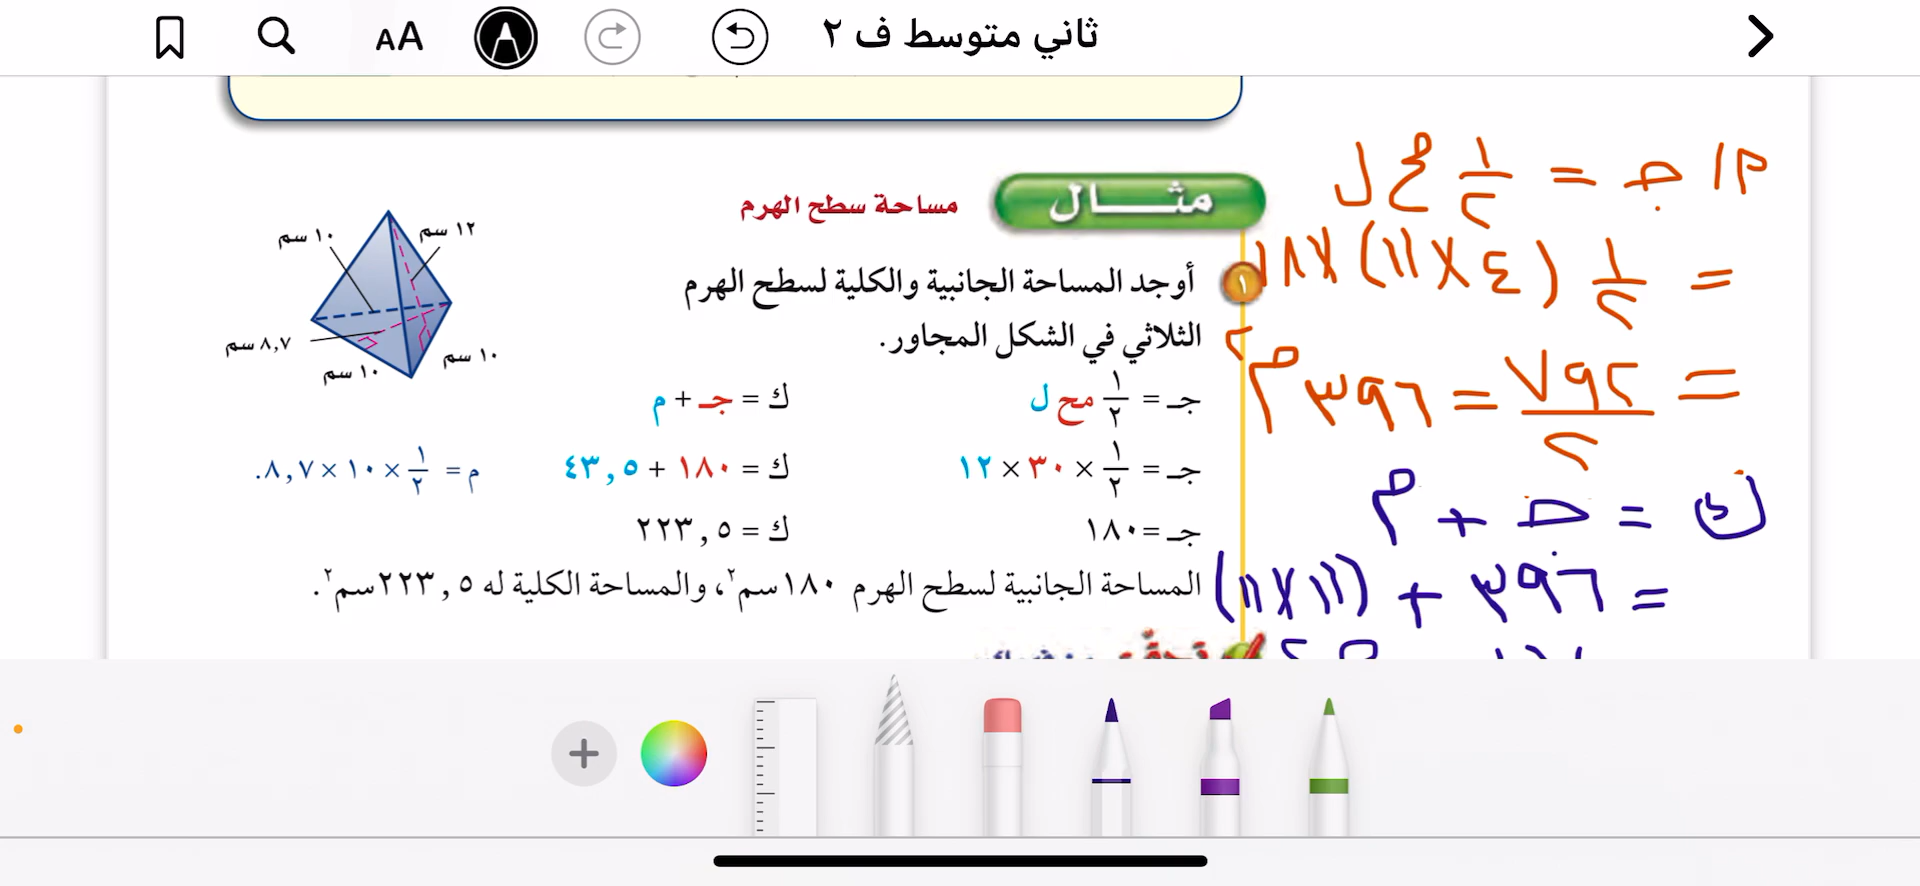 ثاني متوسط ف ٢
AA
مثــــال
مساحة سطح الهرم
١ أوجد المساحة الجانبية والكلية لسطح الهرم
الثلاثي في الشكل المجاور.
١٠ سم
١٢ سم
٨,٧ سم
١٠ سم
١٠ سم
جـ = ١/٢ مح ل
ك = جـ + م
جـ = ١/٢ × ٣٠ × ١٢
ك = ١٨٠ + ٤٣,٥
م = ١/٢ × ١٠ × ٨,٧.
جـ = ١٨٠
ك = ٢٢٣,٥
المساحة الجانبية لسطح الهرم ١٨٠ سم٢، والمساحة الكلية له ٢٢٣,٥ سم٢.
م ا جـ = ١/٢ مح ل
= ١/٢ (٤ × ١١) × ١٨
= ٧٩٢/٢ = ٣٩٦ م٢
ك = جـ + م
= ٣٩٦ + (١١ × ١١)